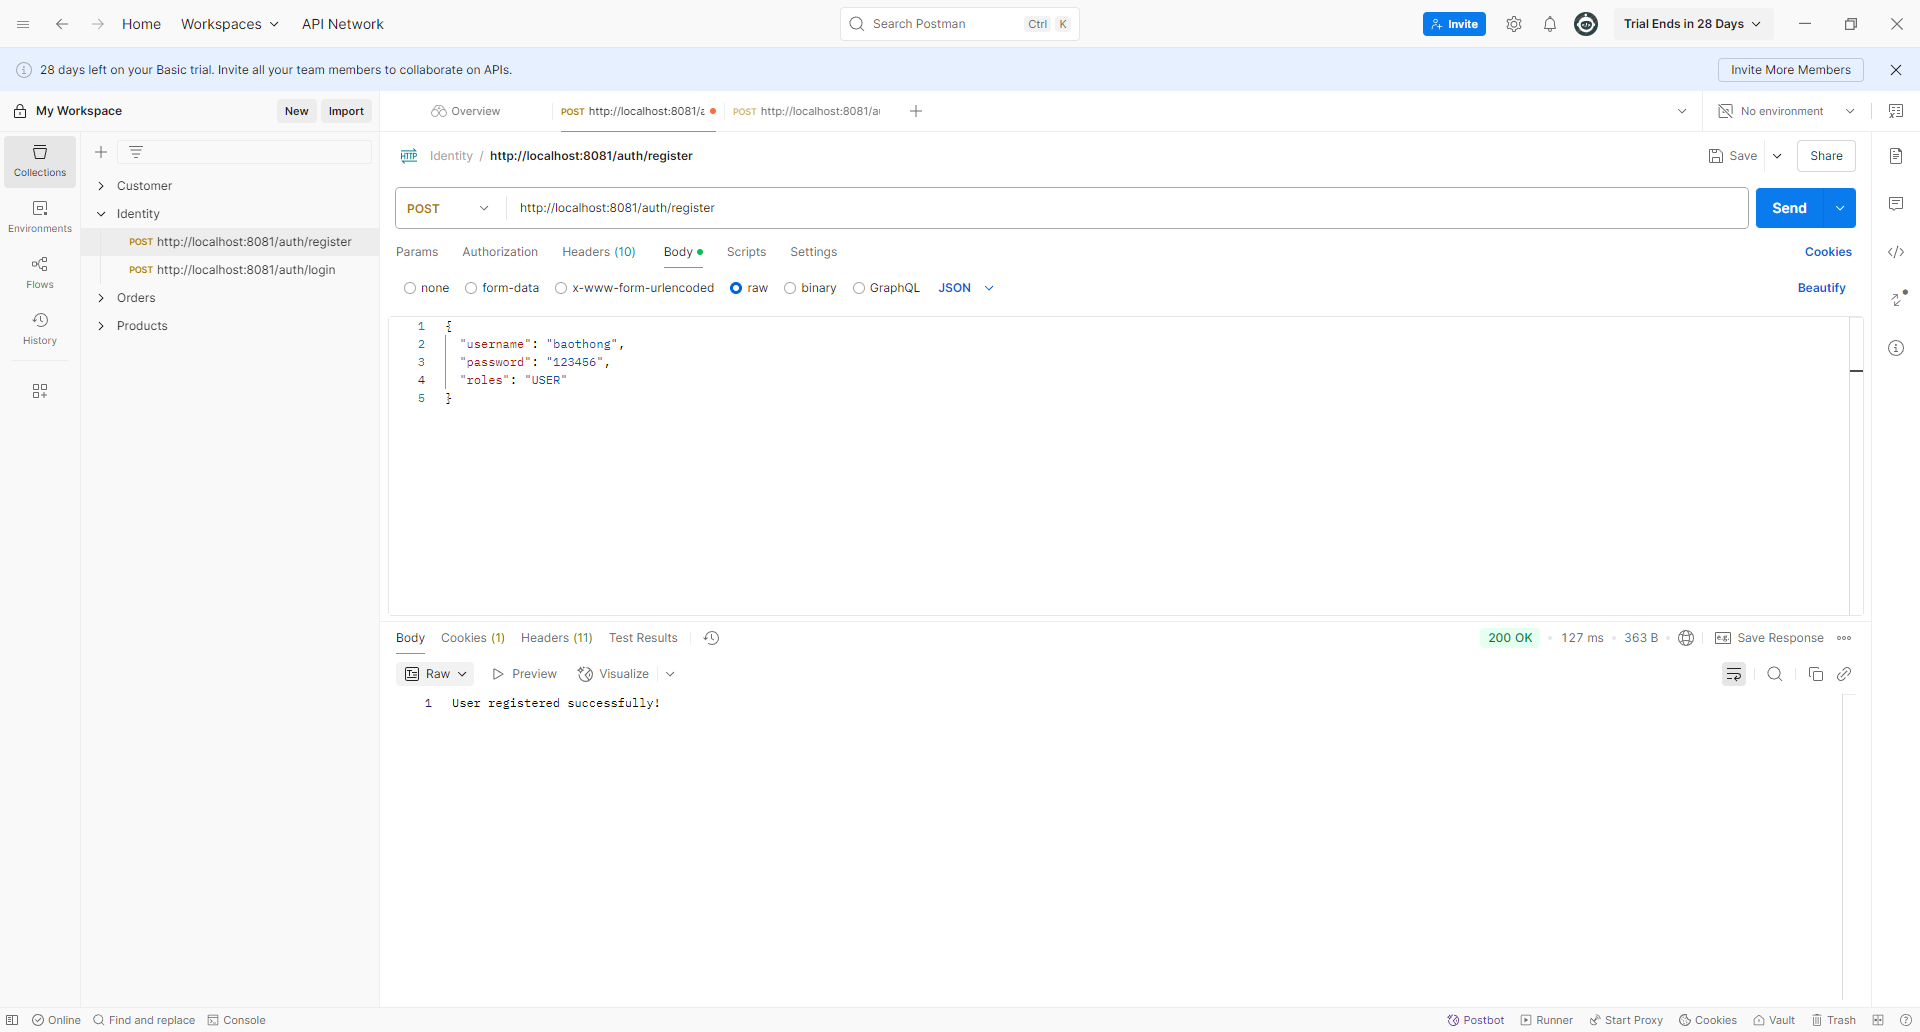 Home Workspaces API Network Search Postman Ctrl K Invite Trial Ends in 28 Days
28 days left on your Basic trial. Invite all your team members to collaborate on APIs. Invite More Members
My Workspace New Import Overview POST http://localhost:8081/a POST http://localhost:8081/au No environment
Collections
Environments
Flows
History
Customer
Identity
POST http://localhost:8081/auth/register
POST http://localhost:8081/auth/login
Orders
Products
HTTP Identity / http://localhost:8081/auth/register Save Share
POST http://localhost:8081/auth/register Send
Params Authorization Headers (10) Body Scripts Settings Cookies
none form-data x-www-form-urlencoded raw binary GraphQL JSON Beautify
1 {
2 "username": "baothong",
3 "password": "123456",
4 "roles": "USER"
5 }
Body Cookies (1) Headers (11) Test Results 200 OK 127 ms 363 B e.g. Save Response
Raw Preview Visualize
1 User registered successfully!
Online Find and replace Console Postbot Runner Start Proxy Cookies Vault Trash